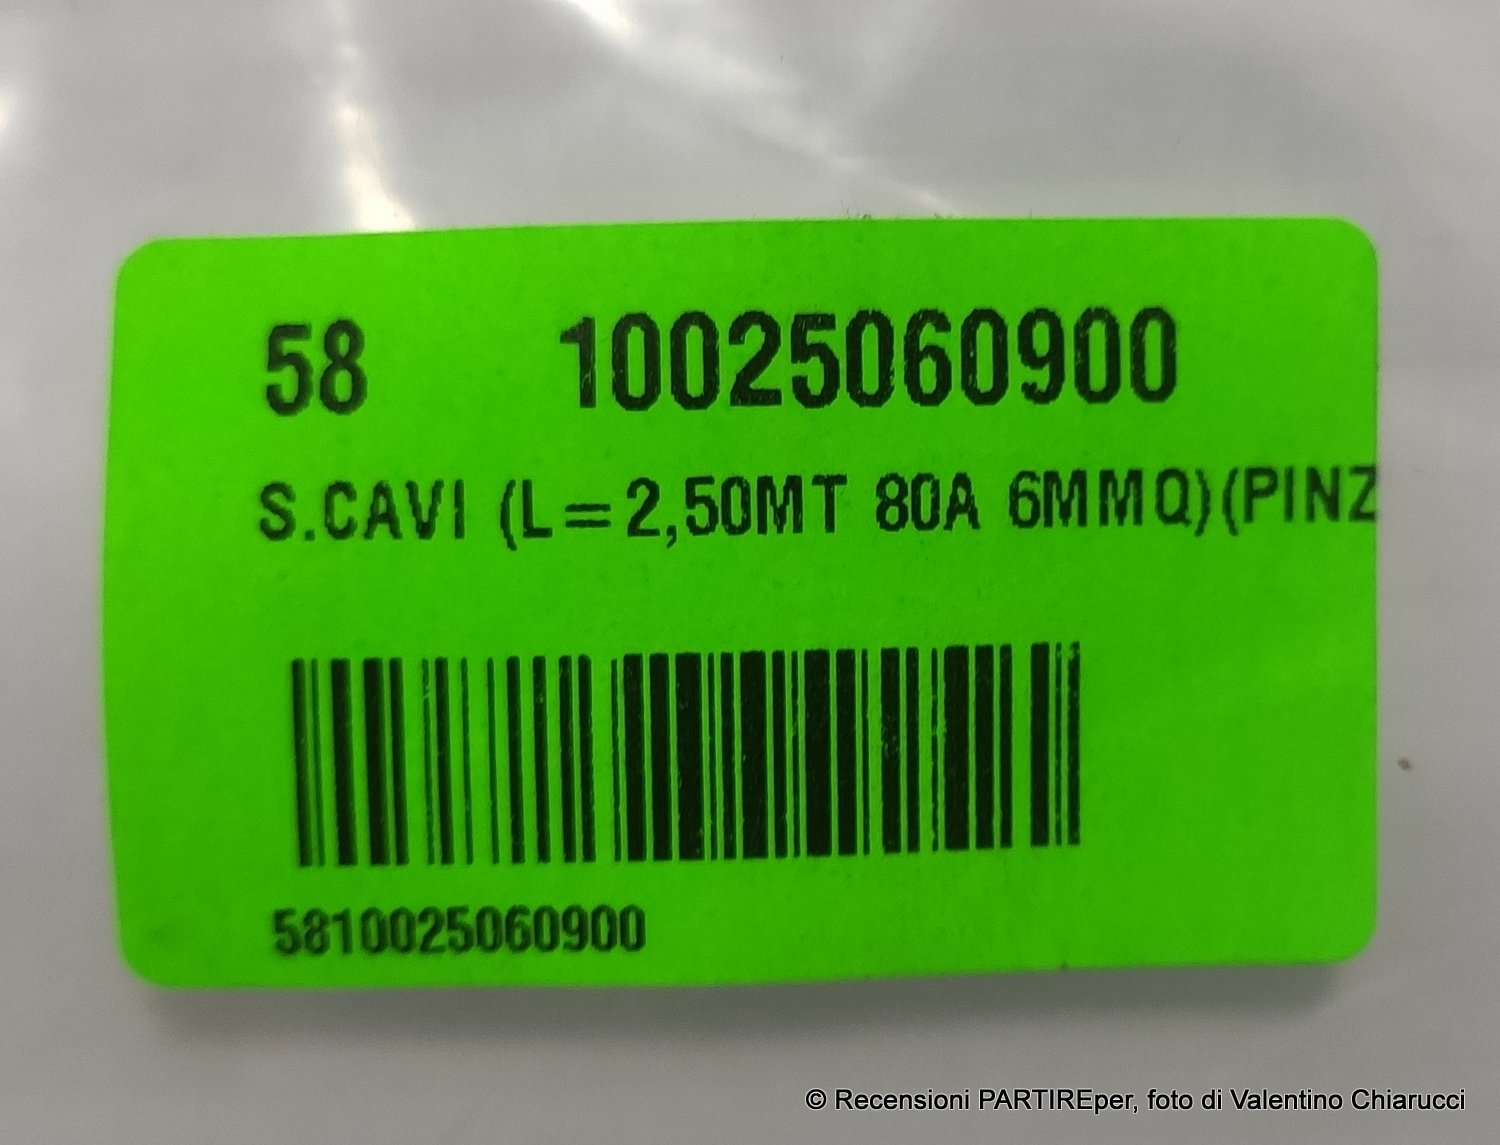 58 10025060900
S.CAVI (L=2,50MT 80A 6MMQ)(PINZ
5810025060900
© Recensioni PARTIREper, foto di Valentino Chiarucci